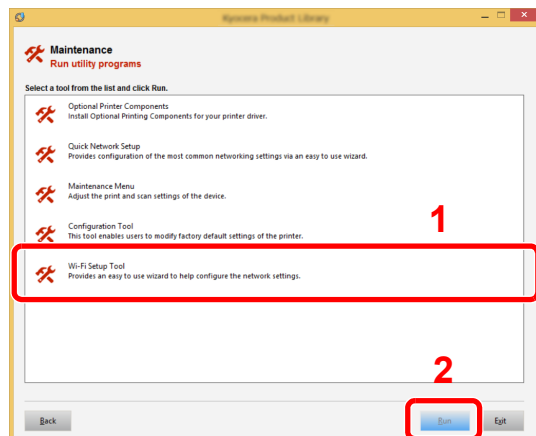 Kyocera Product Library
Maintenance
Run utility programs
Select a tool from the list and click Run.
Optional Printer Components
Install Optional Printing Components for your printer driver.
Quick Network Setup
Provides configuration of the most common networking settings via an easy to use wizard.
Maintenance Menu
Adjust the print and scan settings of the device.
1
Configuration Tool
This tool enables users to modify factory default settings of the printer.
Wi-Fi Setup Tool
Provides an easy to use wizard to help configure the network settings.
2
Back
Run
Exit